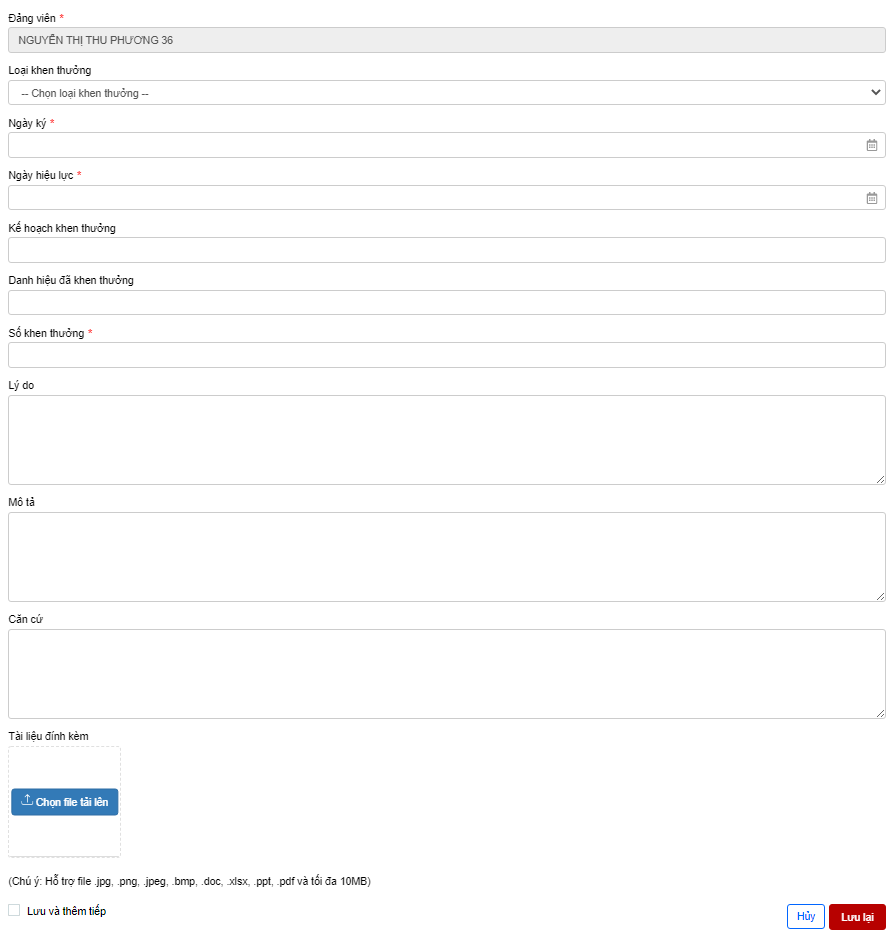 Đảng viên *
NGUYỄN THỊ THU PHƯƠNG 36
Loại khen thưởng
-- Chọn loại khen thưởng --
Ngày ký *
Ngày hiệu lực *
Kế hoạch khen thưởng
Danh hiệu đã khen thưởng
Số khen thưởng *
Lý do
Mô tả
Căn cứ
Tài liệu đính kèm
Chọn file tải lên
(Chú ý: Hỗ trợ file .jpg, .png, .jpeg, .bmp, .doc, .xlsx, .ppt, .pdf và tối đa 10MB)
Lưu và thêm tiếp
Hủy
Lưu lại